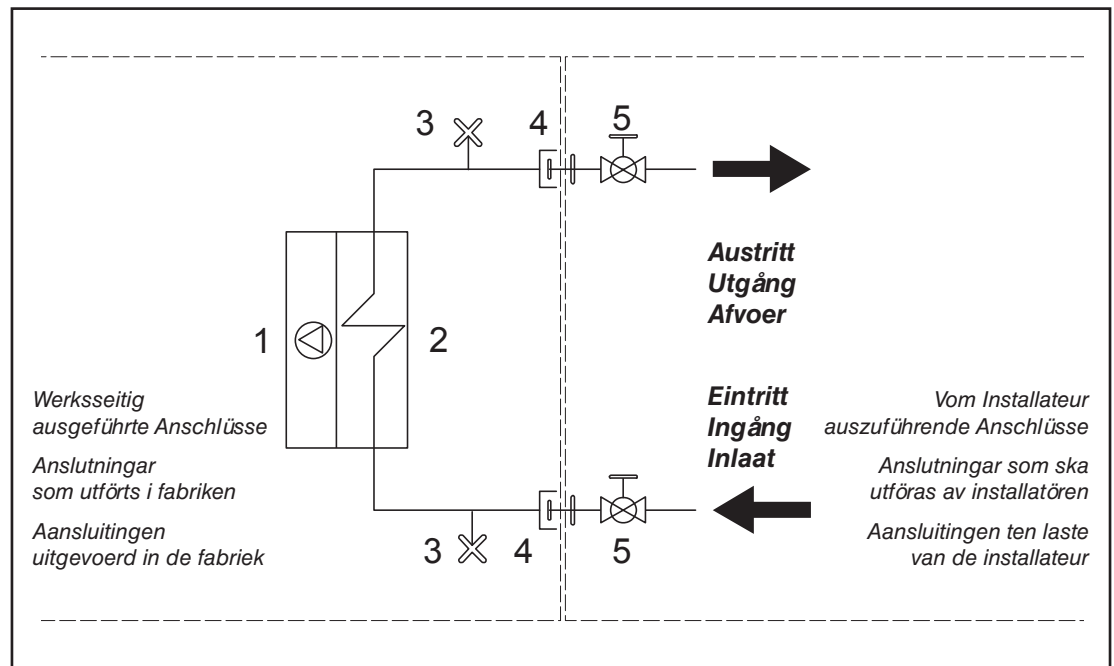 3
4
5
Austritt
Utgång
Afvoer
1
2
Werksseitig
ausgeführte Anschlüsse
Anslutningar
som utförts i fabriken
Aansluitingen
uitgevoerd in de fabriek
Eintritt
Ingång
Inlaat
Vom Installateur
auszuführende Anschlüsse
Anslutningar som ska
utföras av installatören
Aansluitingen ten laste
van de installateur
3
4
5